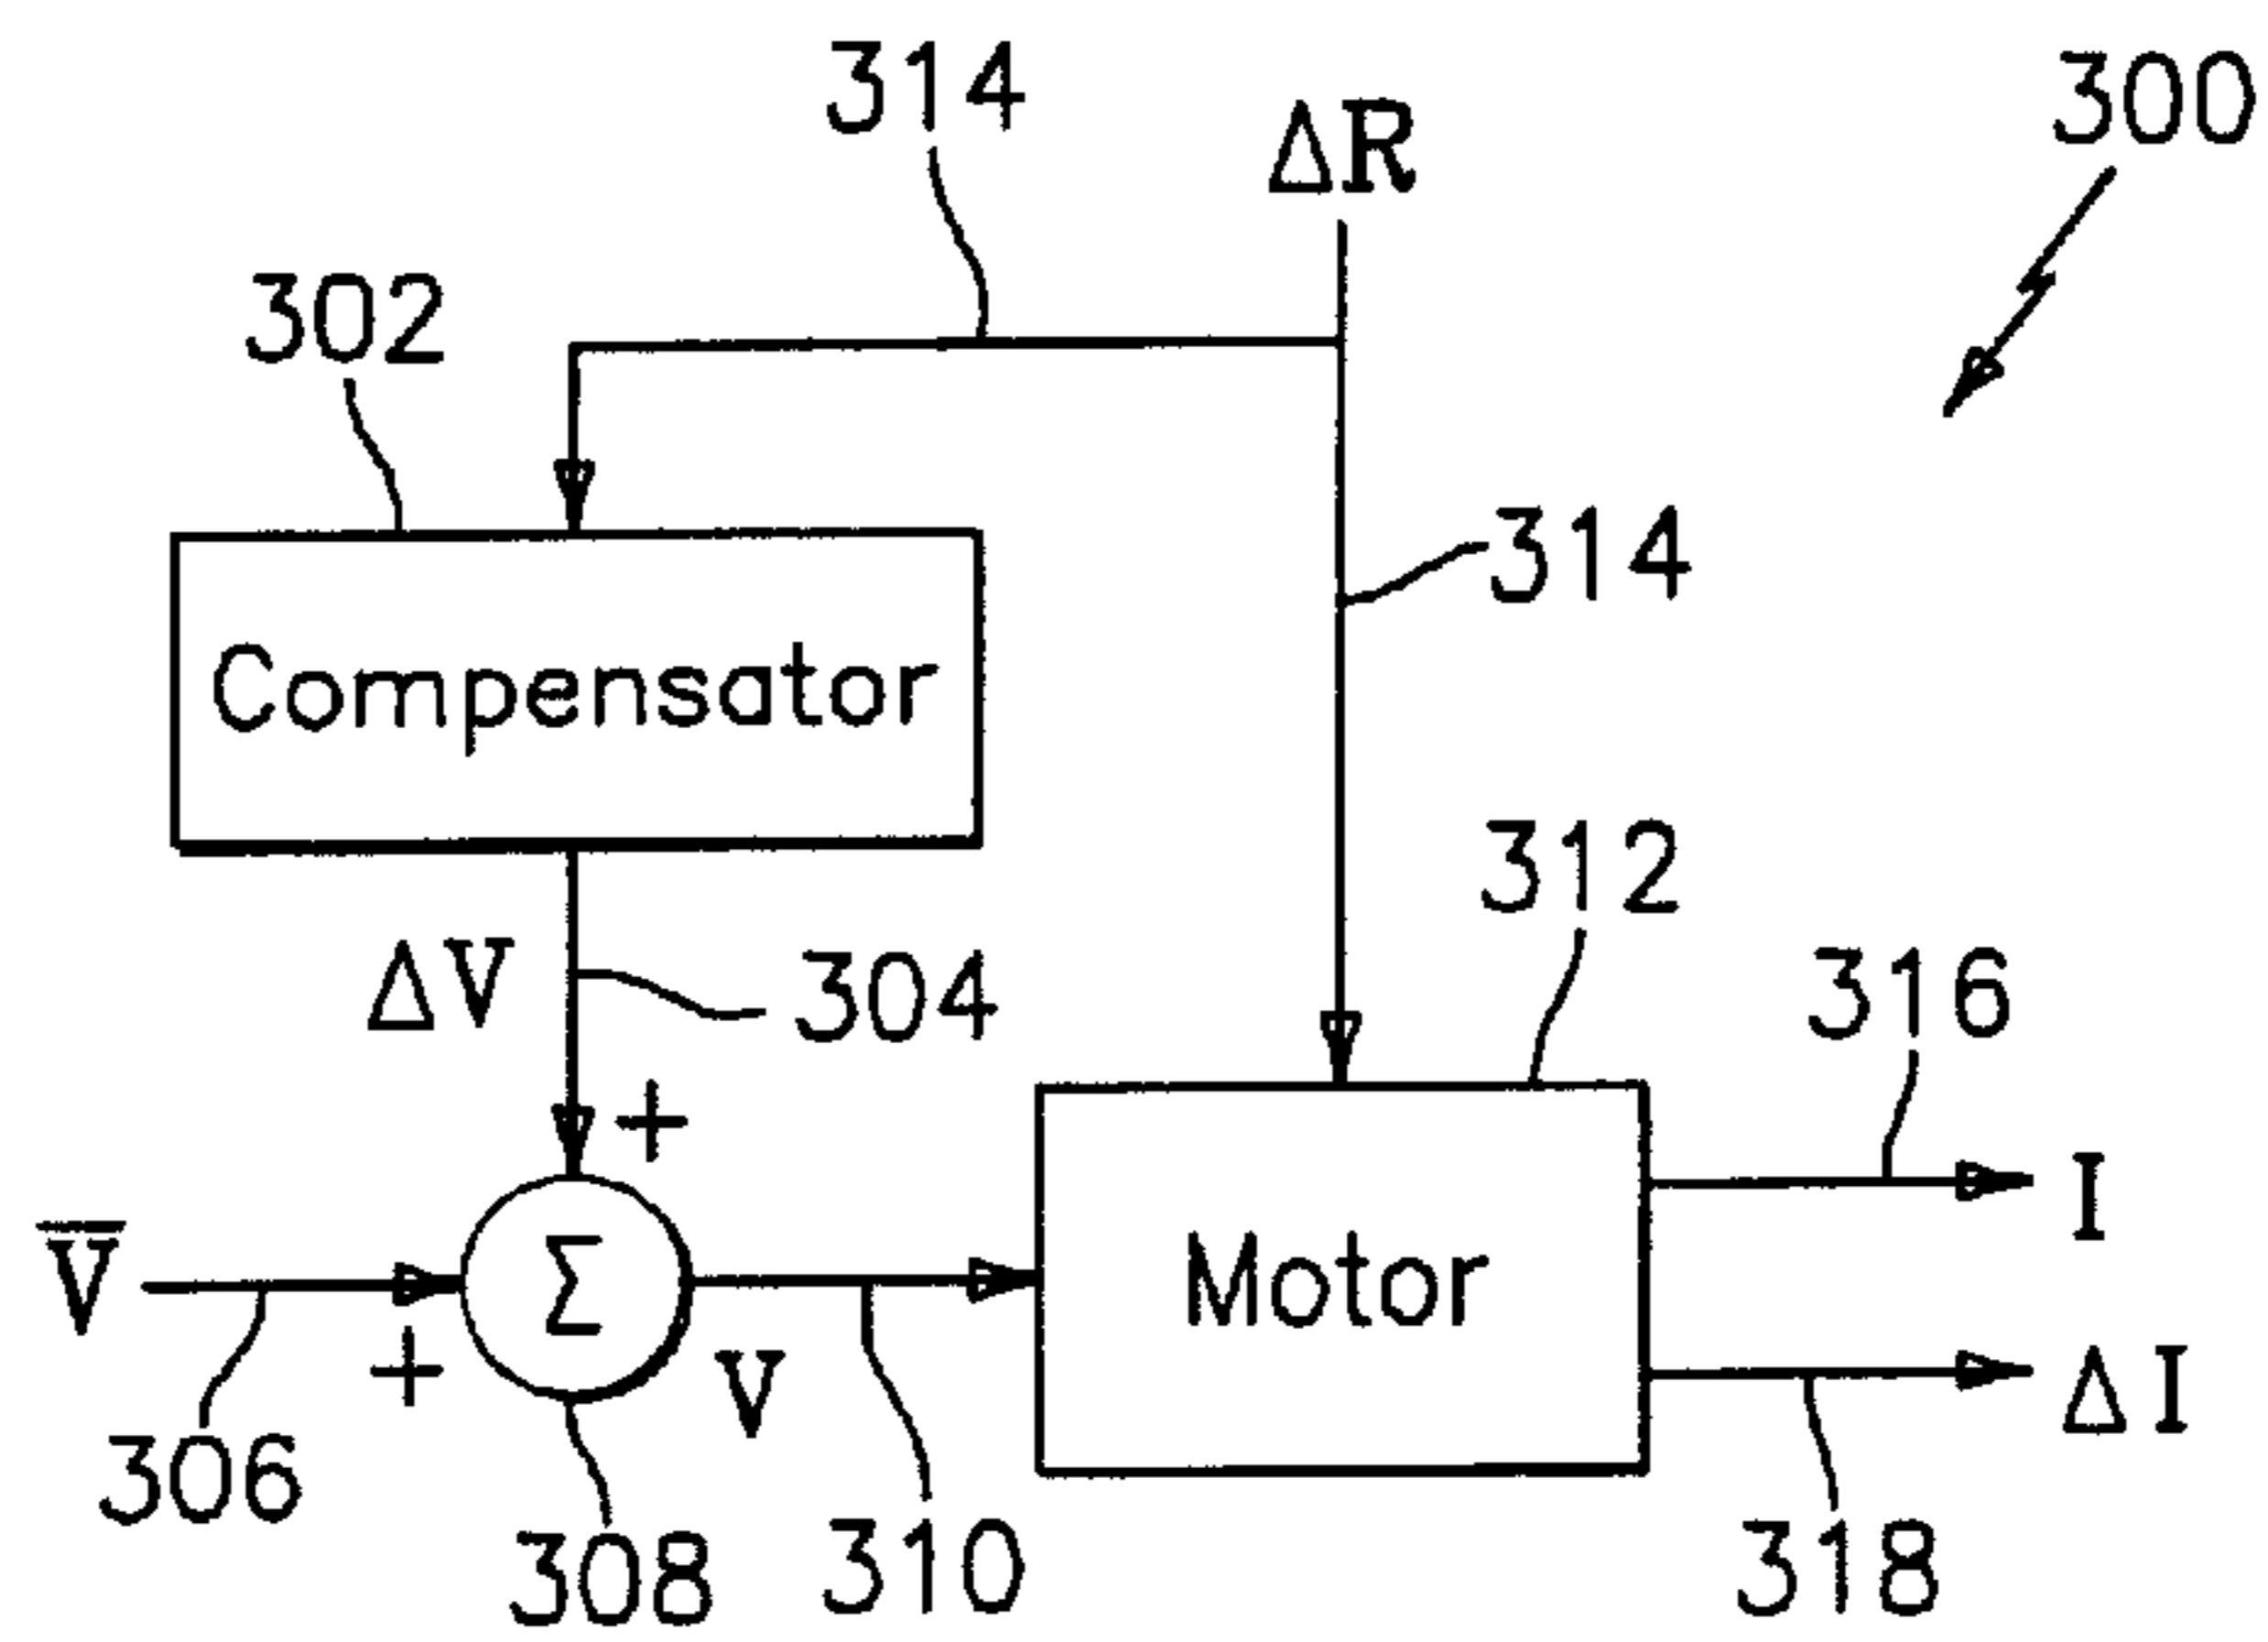 314
300
ΔR
302
314
Compensator
312
ΔV
304
316
+
I
V̅
Σ
Motor
+
V
ΔI
306
308
310
318